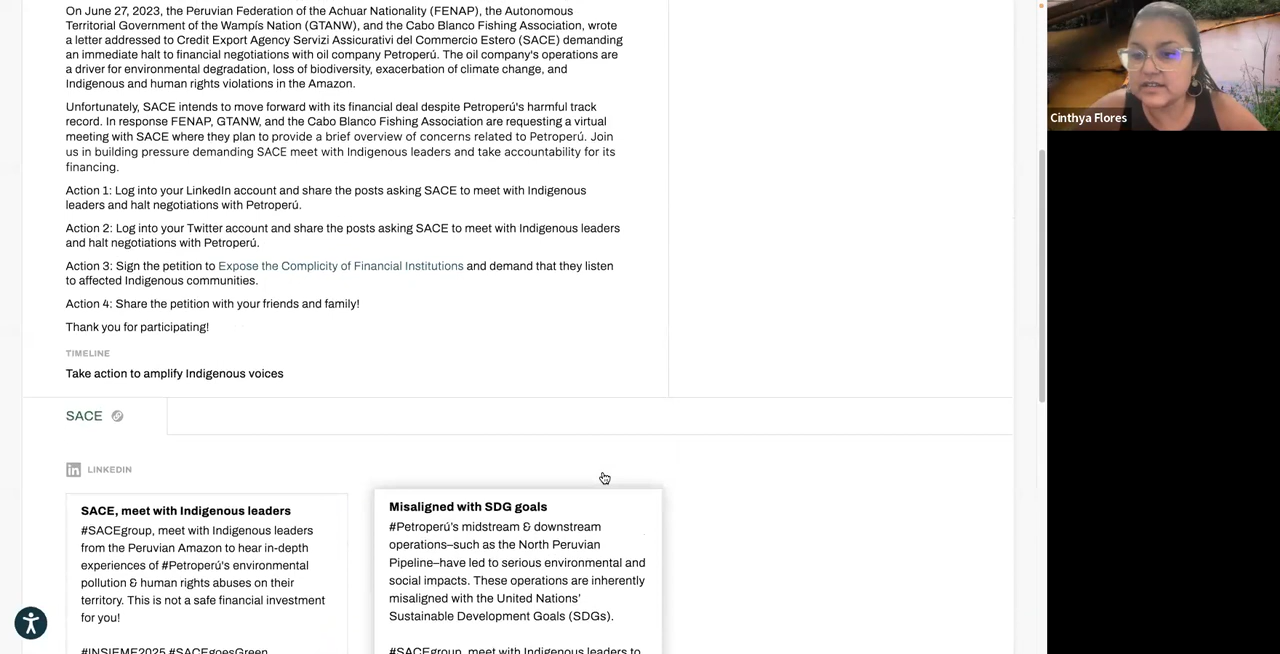 On June 27, 2023, the Peruvian Federation of the Achuar Nationality (FENAP), the Autonomous
Territorial Government of the Wampís Nation (GTANW), and the Cabo Blanco Fishing Association, wrote
a letter addressed to Credit Export Agency Servizi Assicurativi del Commercio Estero (SACE) demanding
an immediate halt to financial negotiations with oil company Petroperú. The oil company's operations are
a driver for environmental degradation, loss of biodiversity, exacerbation of climate change, and
Indigenous and human rights violations in the Amazon.
Unfortunately, SACE intends to move forward with its financial deal despite Petroperú's harmful track
record. In response FENAP, GTANW, and the Cabo Blanco Fishing Association are requesting a virtual
meeting with SACE where they plan to provide a brief overview of concerns related to Petroperú. Join
us in building pressure demanding SACE meet with Indigenous leaders and take accountability for its
financing.
Action 1: Log into your LinkedIn account and share the posts asking SACE to meet with Indigenous
leaders and halt negotiations with Petroperú.
Action 2: Log into your Twitter account and share the posts asking SACE to meet with Indigenous leaders
and halt negotiations with Petroperú.
Action 3: Sign the petition to Expose the Complicity of Financial Institutions and demand that they listen
to affected Indigenous communities.
Action 4: Share the petition with your friends and family!
Thank you for participating!
TIMELINE
Take action to amplify Indigenous voices
SACE
LINKEDIN
SACE, meet with Indigenous leaders
#SACEgroup, meet with Indigenous leaders
from the Peruvian Amazon to hear in-depth
experiences of #Petroperú's environmental
pollution & human rights abuses on their
territory. This is not a safe financial investment
for you!
#INSIEME2025 #SACEgoesGreen
Misaligned with SDG goals
#Petroperú's midstream & downstream
operations–such as the North Peruvian
Pipeline–have led to serious environmental and
social impacts. These operations are inherently
misaligned with the United Nations'
Sustainable Development Goals (SDGs).
#SACEgroup, meet with Indigenous leaders to
Cinthya Flores